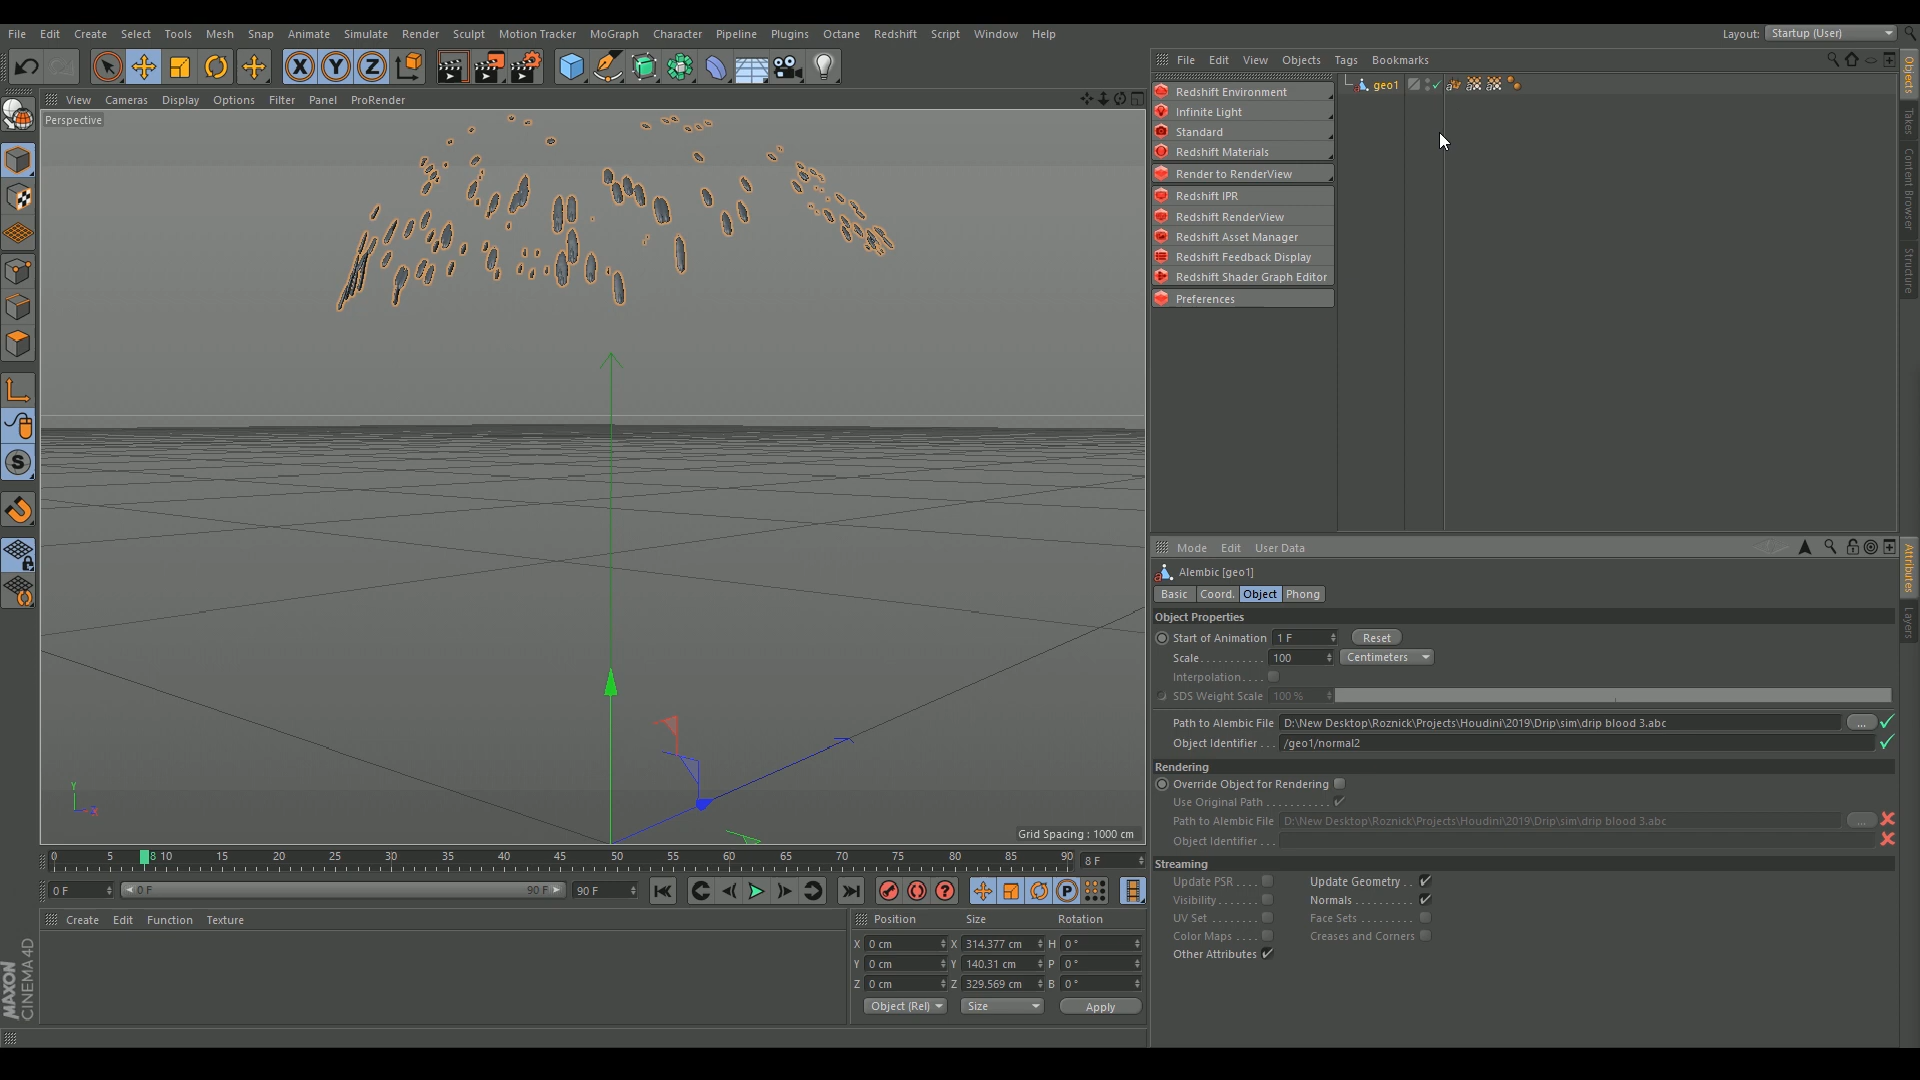 File Edit Create Select Tools Mesh Snap Animate Simulate Render Sculpt Motion Tracker MoGraph Character Pipeline Plugins Octane Redshift Script Window Help Layout: Startup (User)
View Cameras Display Options Filter Panel ProRender
Perspective
Grid Spacing : 1000 cm
Y
X
File Edit View Objects Tags Bookmarks
Redshift Environment
Infinite Light
Standard
Redshift Materials
Render to RenderView
Redshift IPR
Redshift RenderView
Redshift Asset Manager
Redshift Feedback Display
Redshift Shader Graph Editor
Preferences
geo1
Objects
Takes
Content Browser
Structure
Mode Edit User Data
Alembic [geo1]
Basic Coord. Object Phong
Object Properties
Start of Animation 1 F Reset
Scale........... 100 Centimeters
Interpolation....
SDS Weight Scale 100 %
Path to Alembic File D:\New Desktop\Roznick\Projects\Houdini\2019\Drip\sim\drip blood 3.abc ...
Object Identifier ... /geo1/normal2
Rendering
Override Object for Rendering
Use Original Path ...........
Path to Alembic File D:\New Desktop\Roznick\Projects\Houdini\2019\Drip\sim\drip blood 3.abc ...
Object Identifier ...
Streaming
Update PSR .... Update Geometry ..
Visibility....... Normals ..........
UV Set ........ Face Sets .........
Color Maps .... Creases and Corners
Other Attributes
Attributes
Layers
0 5 8 10 15 20 25 30 35 40 45 50 55 60 65 70 75 80 85 90 8 F
0 F 0 F 90 F 90 F
Create Edit Function Texture
Position Size Rotation
X 0 cm X 314.377 cm H 0 °
Y 0 cm Y 140.31 cm P 0 °
Z 0 cm Z 329.569 cm B 0 °
Object (Rel) Size Apply
MAXON
CINEMA4D